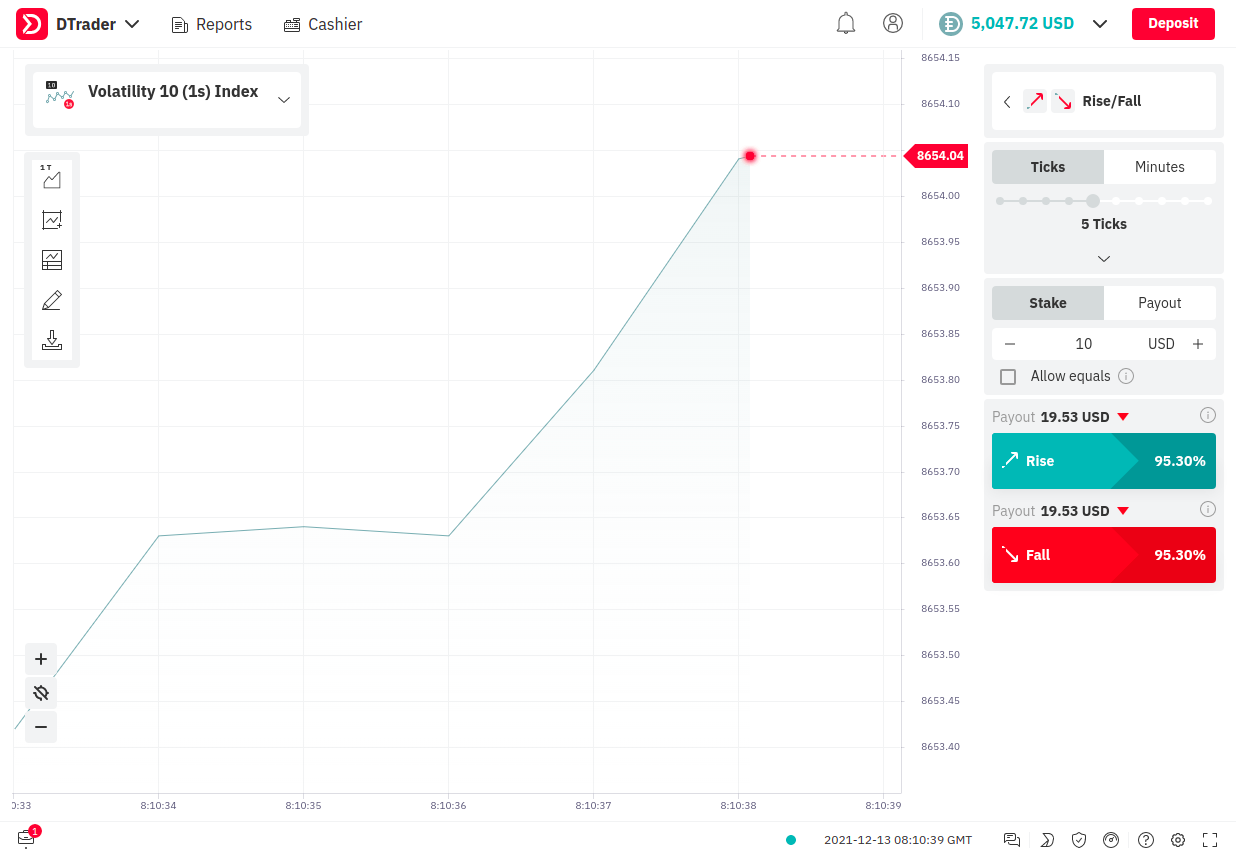 DTrader
Reports
Cashier
5,047.72 USD
Deposit
10
1s
Volatility 10 (1s) Index
1 T
8654.15
8654.10
8654.04
8654.00
8653.95
8653.90
8653.85
8653.80
8653.75
8653.70
8653.65
8653.60
8653.55
8653.50
8653.45
8653.40
Rise/Fall
Ticks Minutes
5 Ticks
Stake Payout
10 USD
Allow equals
Payout 19.53 USD
Rise 95.30%
Payout 19.53 USD
Fall 95.30%
0:33 8:10:34 8:10:35 8:10:36 8:10:37 8:10:38 8:10:39
1
2021-12-13 08:10:39 GMT